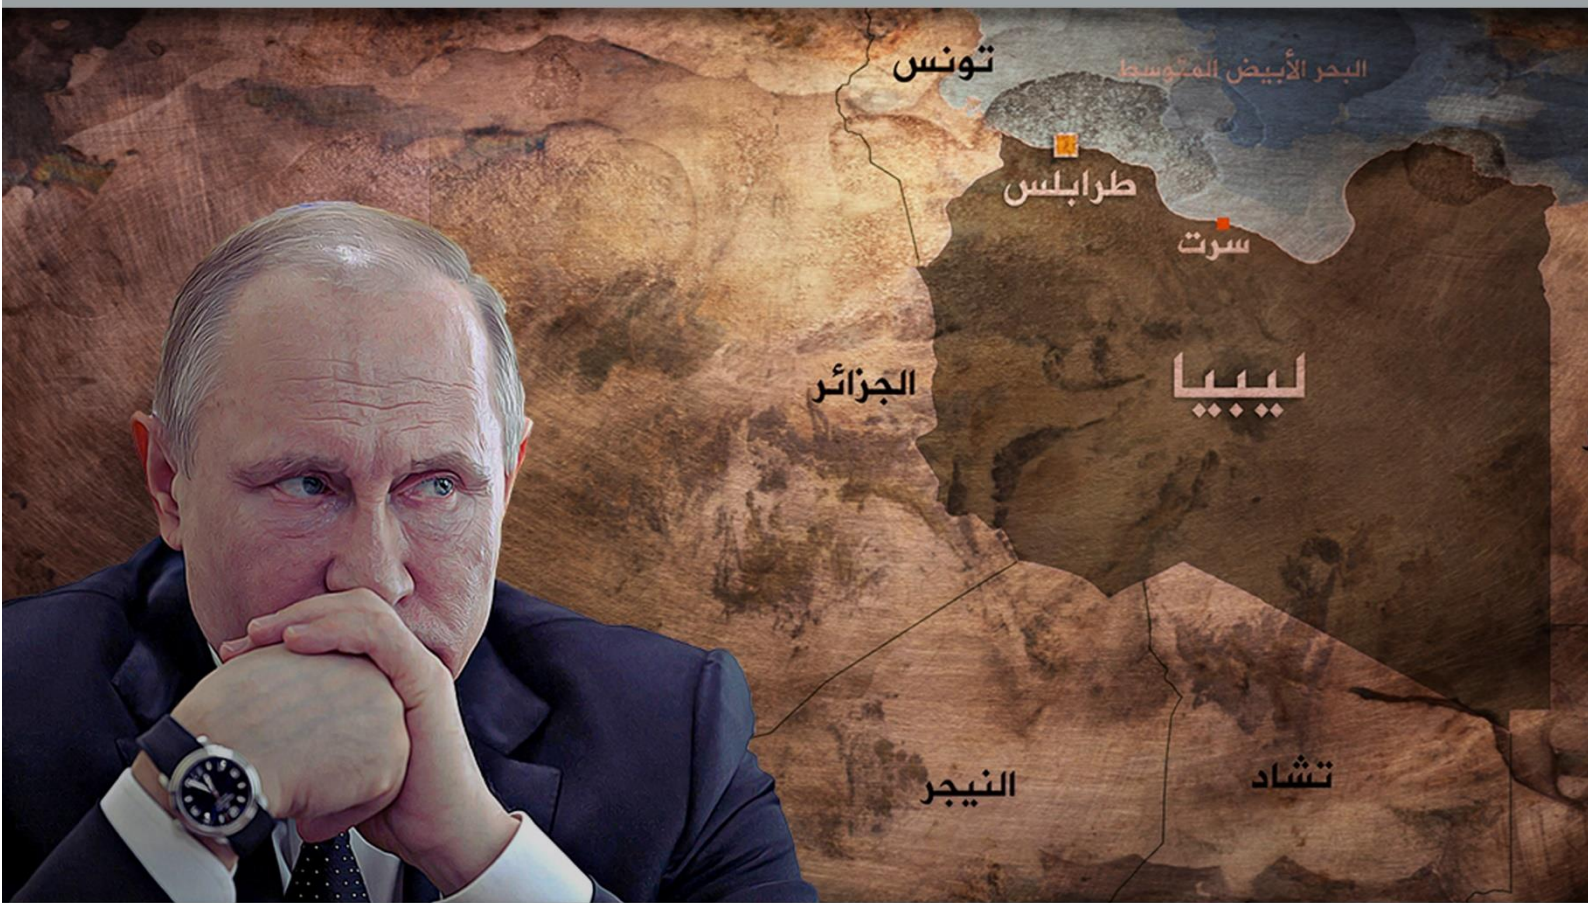 تونس
البحر الأبيض المتوسط
طرابلس
سرت
ليبيا
الجزائر
النيجر
تشاد